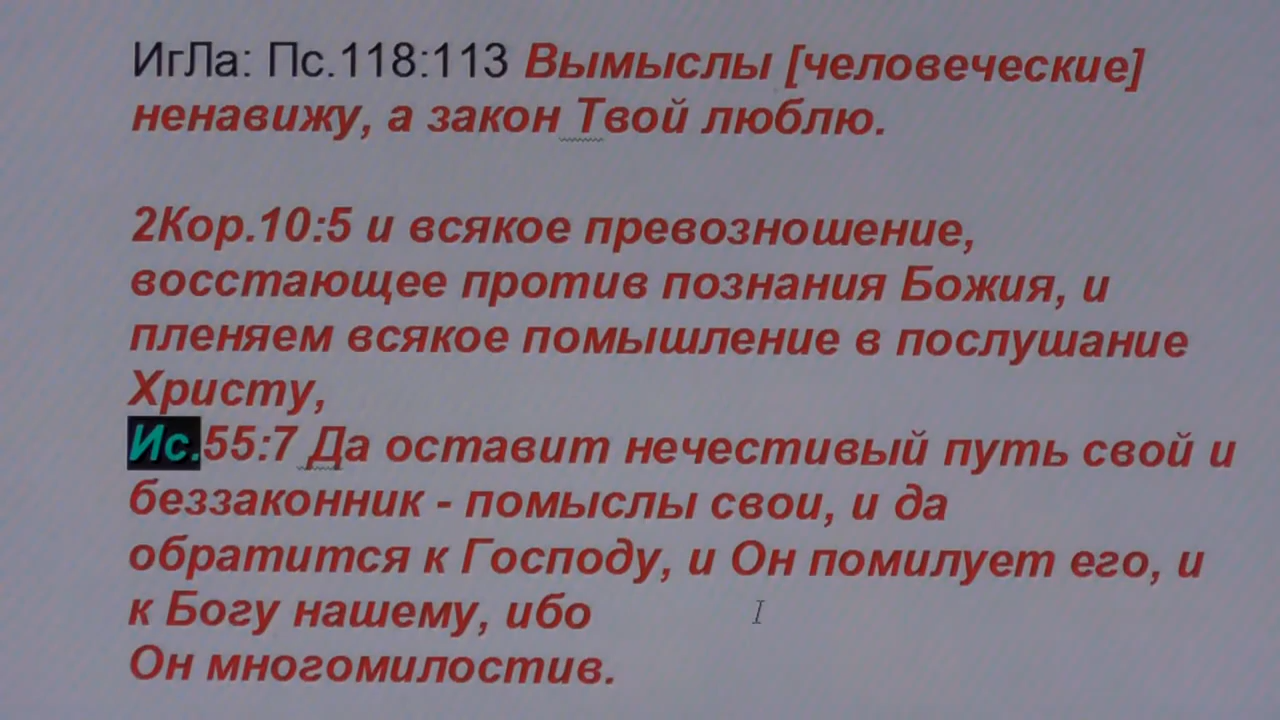 ИгЛа: Пс.118:113 Вымыслы [человеческие]
ненавижу, а закон Твой люблю.
2Кор.10:5 и всякое превозношение,
восстающее против познания Божия, и
пленяем всякое помышление в послушание
Христу,
Ис.55:7 Да оставит нечестивый путь свой и
беззаконник - помыслы свои, и да
обратится к Господу, и Он помилует его, и
к Богу нашему, ибо
Он многомилостив.